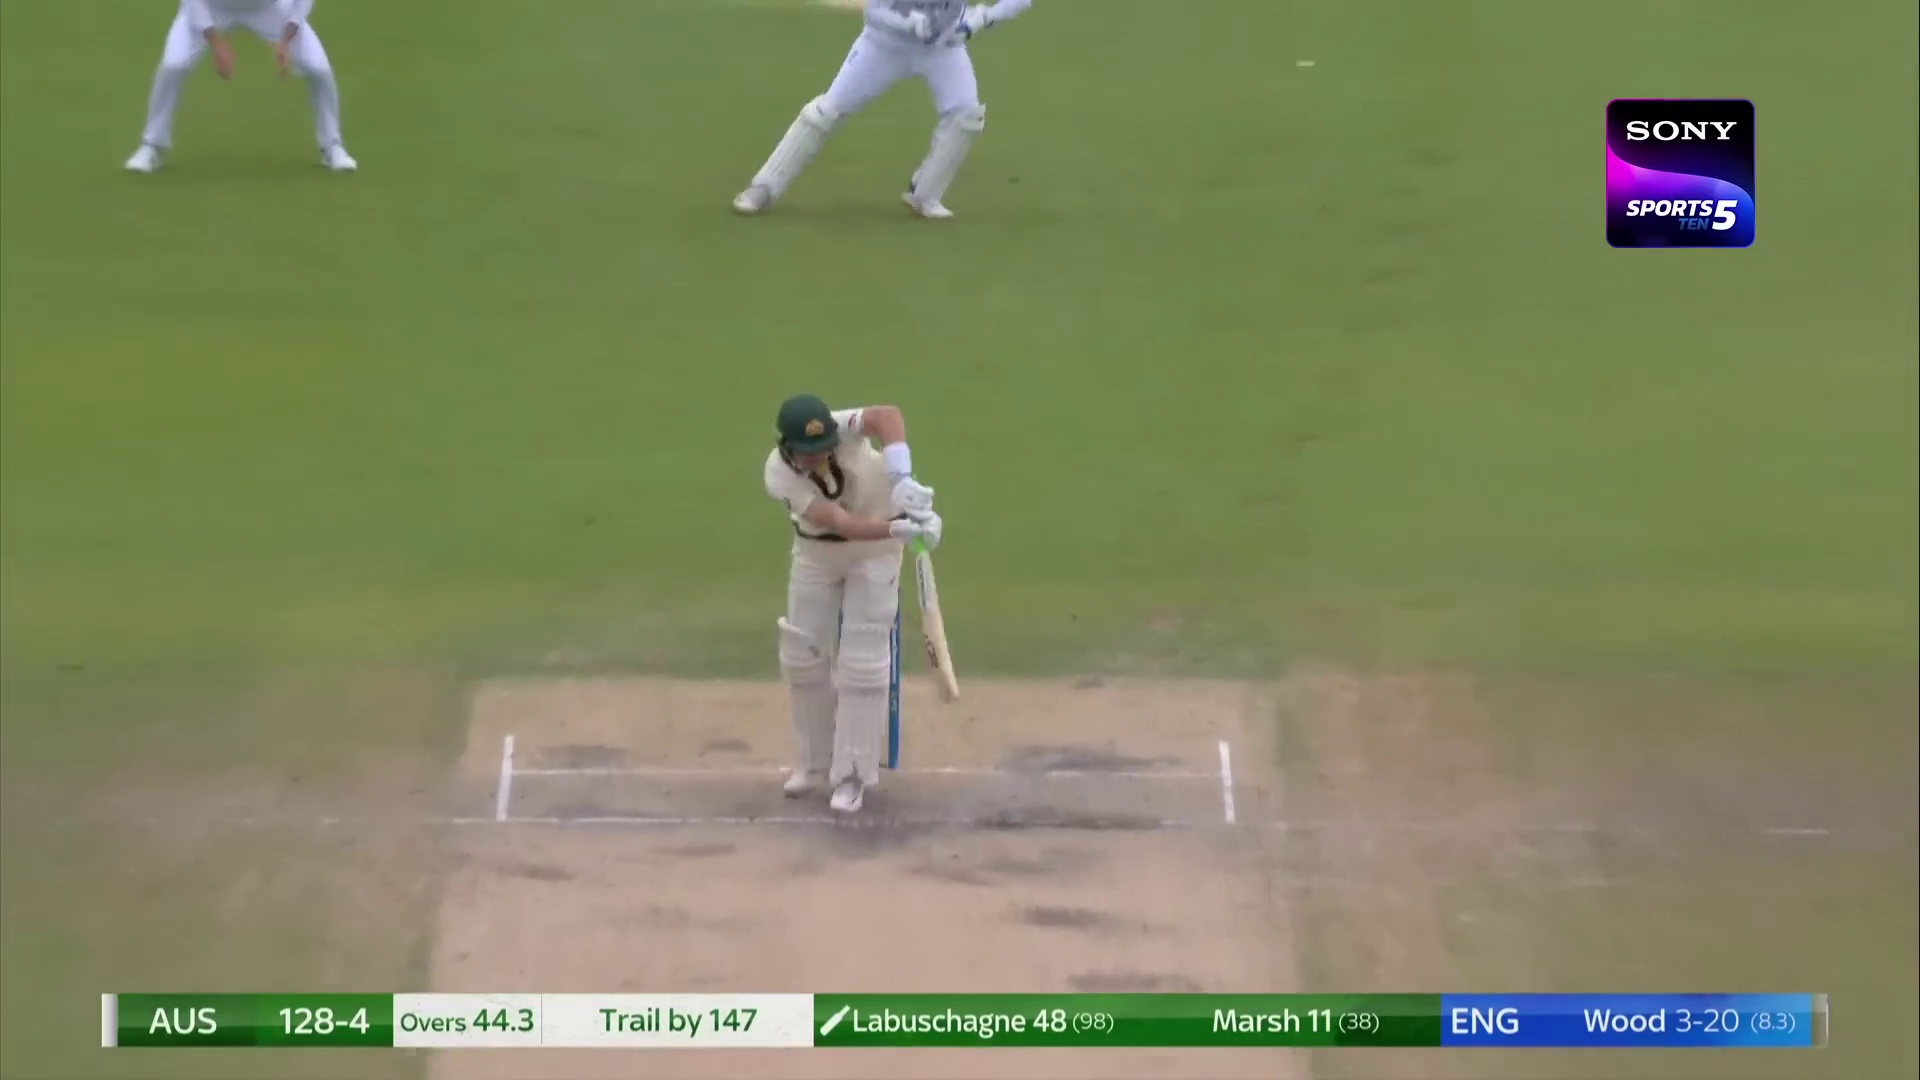 SONY
SPORTS
TEN 5
AUS 128-4 Overs 44.3 Trail by 147 Labuschagne 48 (98) Marsh 11 (38) ENG Wood 3-20 (8.3)